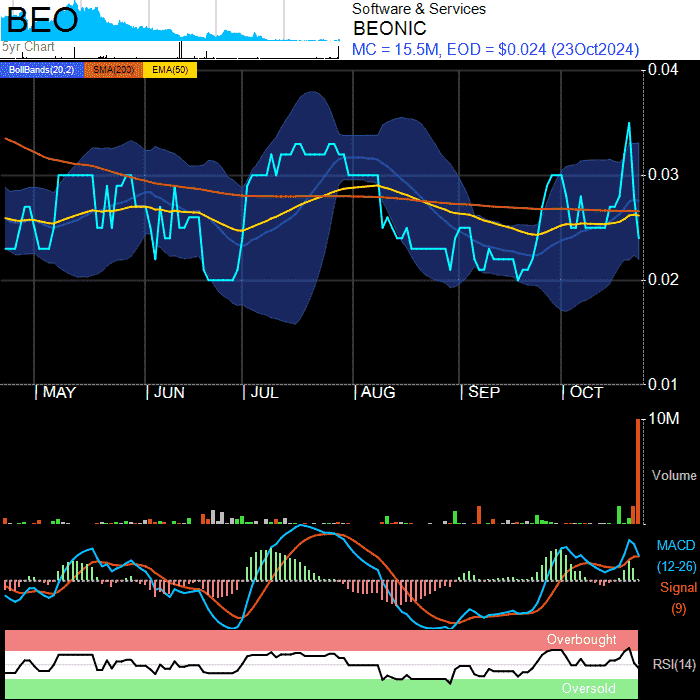 BEO
5yr Chart
Software & Services
BEONIC
MC = 15.5M, EOD = $0.024 (23Oct2024)
BollBands(20,2) SMA(200) EMA(50)
0.04
0.03
0.02
0.01
MAY JUN JUL AUG SEP OCT
10M
Volume
MACD
(12-26)
Signal
(9)
Overbought
RSI(14)
Oversold